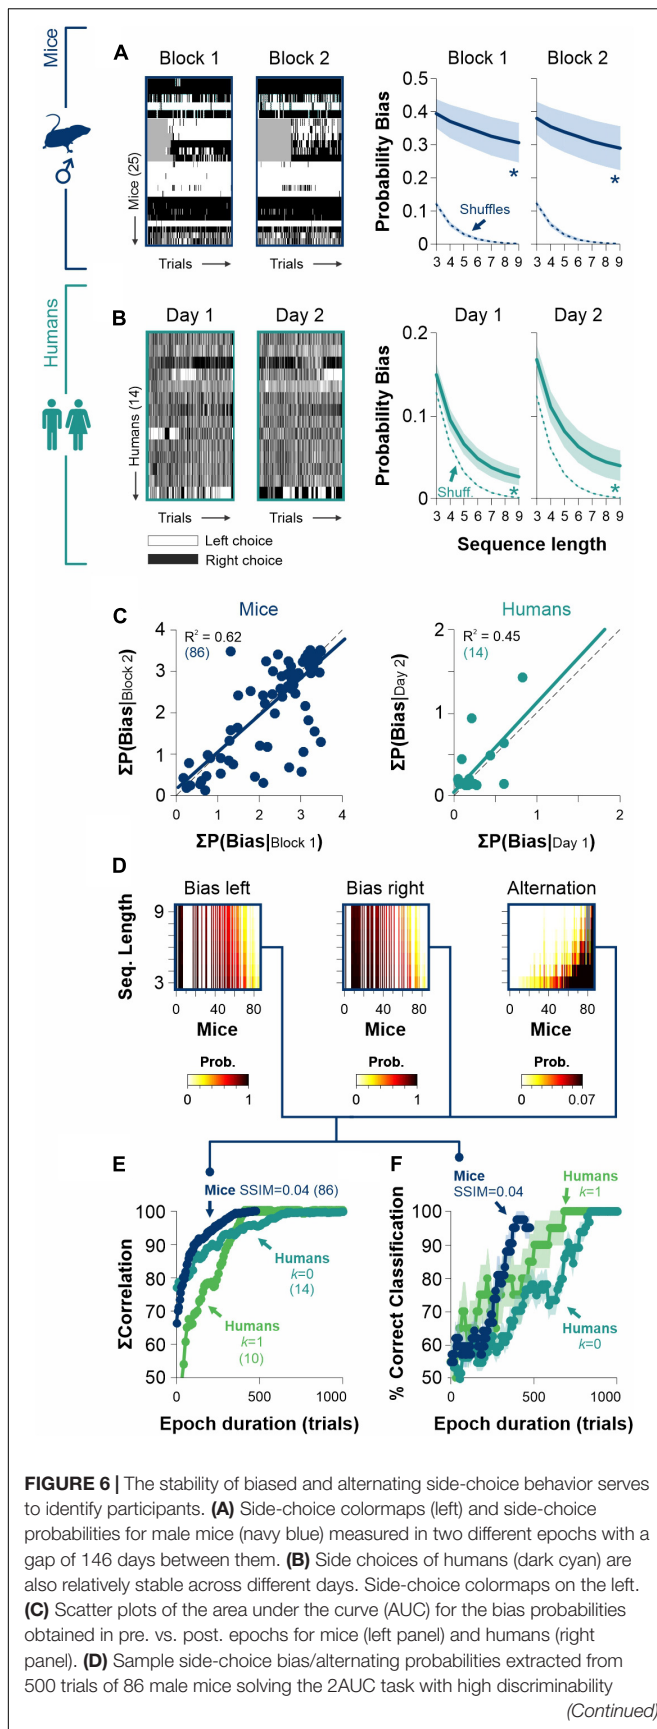 Mice
A
Block 1
Block 2
Mice (25)
Trials
Trials
Block 1
Block 2
Probability Bias
0.5
0.4
0.3
0.2
0.1
0
*
*
Shuffles
3 4 5 6 7 8 9
3 4 5 6 7 8 9
Humans
B
Day 1
Day 2
Humans (14)
Trials
Trials
Left choice
Right choice
Day 1
Day 2
Probability Bias
0.2
0.1
0
Shuff.
*
*
3 4 5 6 7 8 9
3 4 5 6 7 8 9
Sequence length
C
Mice
R² = 0.62
(86)
ΣP(Bias|Block 2)
4
3
2
1
0
0 1 2 3 4
ΣP(Bias|Block 1)
Humans
R² = 0.45
(14)
ΣP(Bias|Day 2)
2
1
0
0 1 2
ΣP(Bias|Day 1)
D
Bias left
Bias right
Alternation
Seq. Length
9
3
0 40 80
0 40 80
0 40 80
Mice
Mice
Mice
Prob.
Prob.
Prob.
0 1
0 1
0 0.07
E
Mice SSIM=0.04 (86)
ΣCorrelation
100
90
80
70
60
50
Humans
k=0
(14)
Humans
k=1
(10)
0 500 1000
Epoch duration (trials)
F
Mice
SSIM=0.04
Humans
k=1
% Correct Classification
100
90
80
70
60
50
Humans
k=0
0 500 1000
Epoch duration (trials)
FIGURE 6 | The stability of biased and alternating side-choice behavior serves
to identify participants. (A) Side-choice colormaps (left) and side-choice
probabilities for male mice (navy blue) measured in two different epochs with a
gap of 146 days between them. (B) Side choices of humans (dark cyan) are
also relatively stable across different days. Side-choice colormaps on the left.
(C) Scatter plots of the area under the curve (AUC) for the bias probabilities
obtained in pre. vs. post. epochs for mice (left panel) and humans (right
panel). (D) Sample side-choice bias/alternating probabilities extracted from
500 trials of 86 male mice solving the 2AUC task with high discriminability
(Continued)